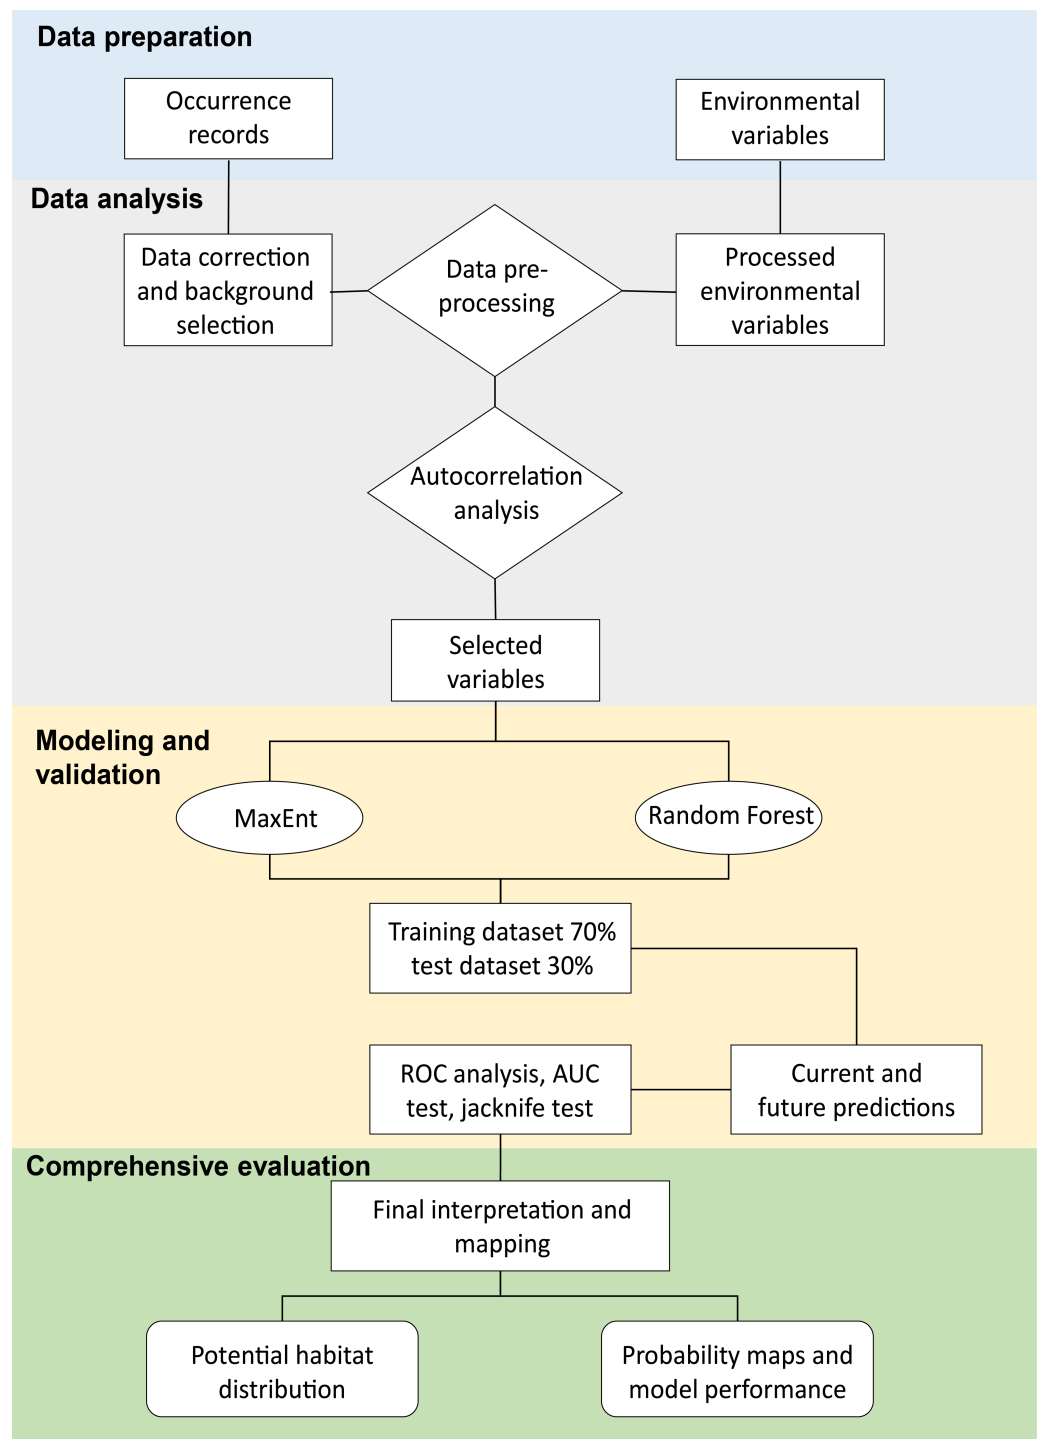 Data preparation
Occurrence
records
Environmental
variables
Data analysis
Data correction
and background
selection
Data pre-
processing
Processed
environmental
variables
Autocorrelation
analysis
Selected
variables
Modeling and
validation
MaxEnt
Random Forest
Training dataset 70%
test dataset 30%
ROC analysis, AUC
test, jacknife test
Current and
future predictions
Comprehensive evaluation
Final interpretation and
mapping
Potential habitat
distribution
Probability maps and
model performance